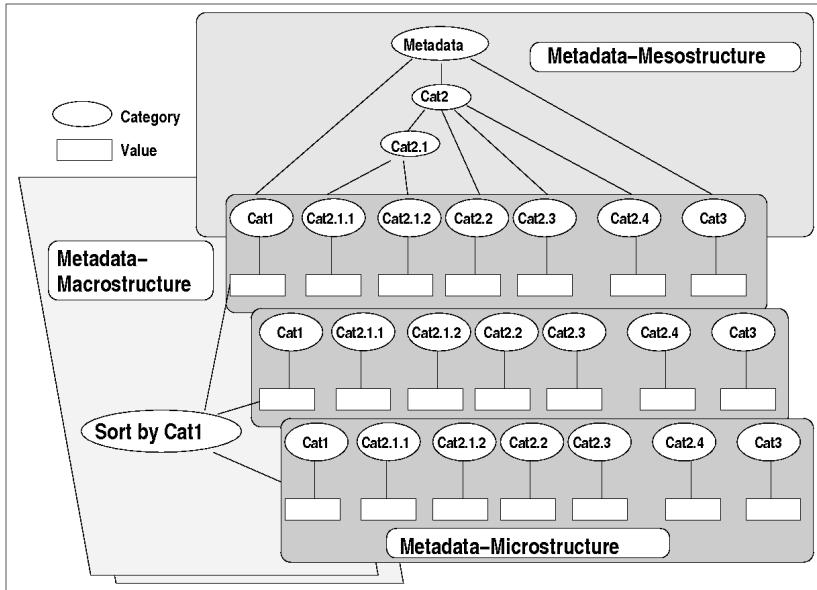 Metadata
Metadata-Mesostructure
Category
Cat2
Value
Cat2.1
Cat1 Cat2.1.1 Cat2.1.2 Cat2.2 Cat2.3 Cat2.4 Cat3
Metadata-
Macrostructure
Cat1 Cat2.1.1 Cat2.1.2 Cat2.2 Cat2.3 Cat2.4 Cat3
Sort by Cat1
Cat1 Cat2.1.1 Cat2.1.2 Cat2.2 Cat2.3 Cat2.4 Cat3
Metadata-Microstructure